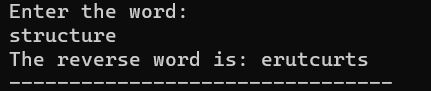 Enter the word:
structure
The reverse word is: erutcurts
--------------------------------